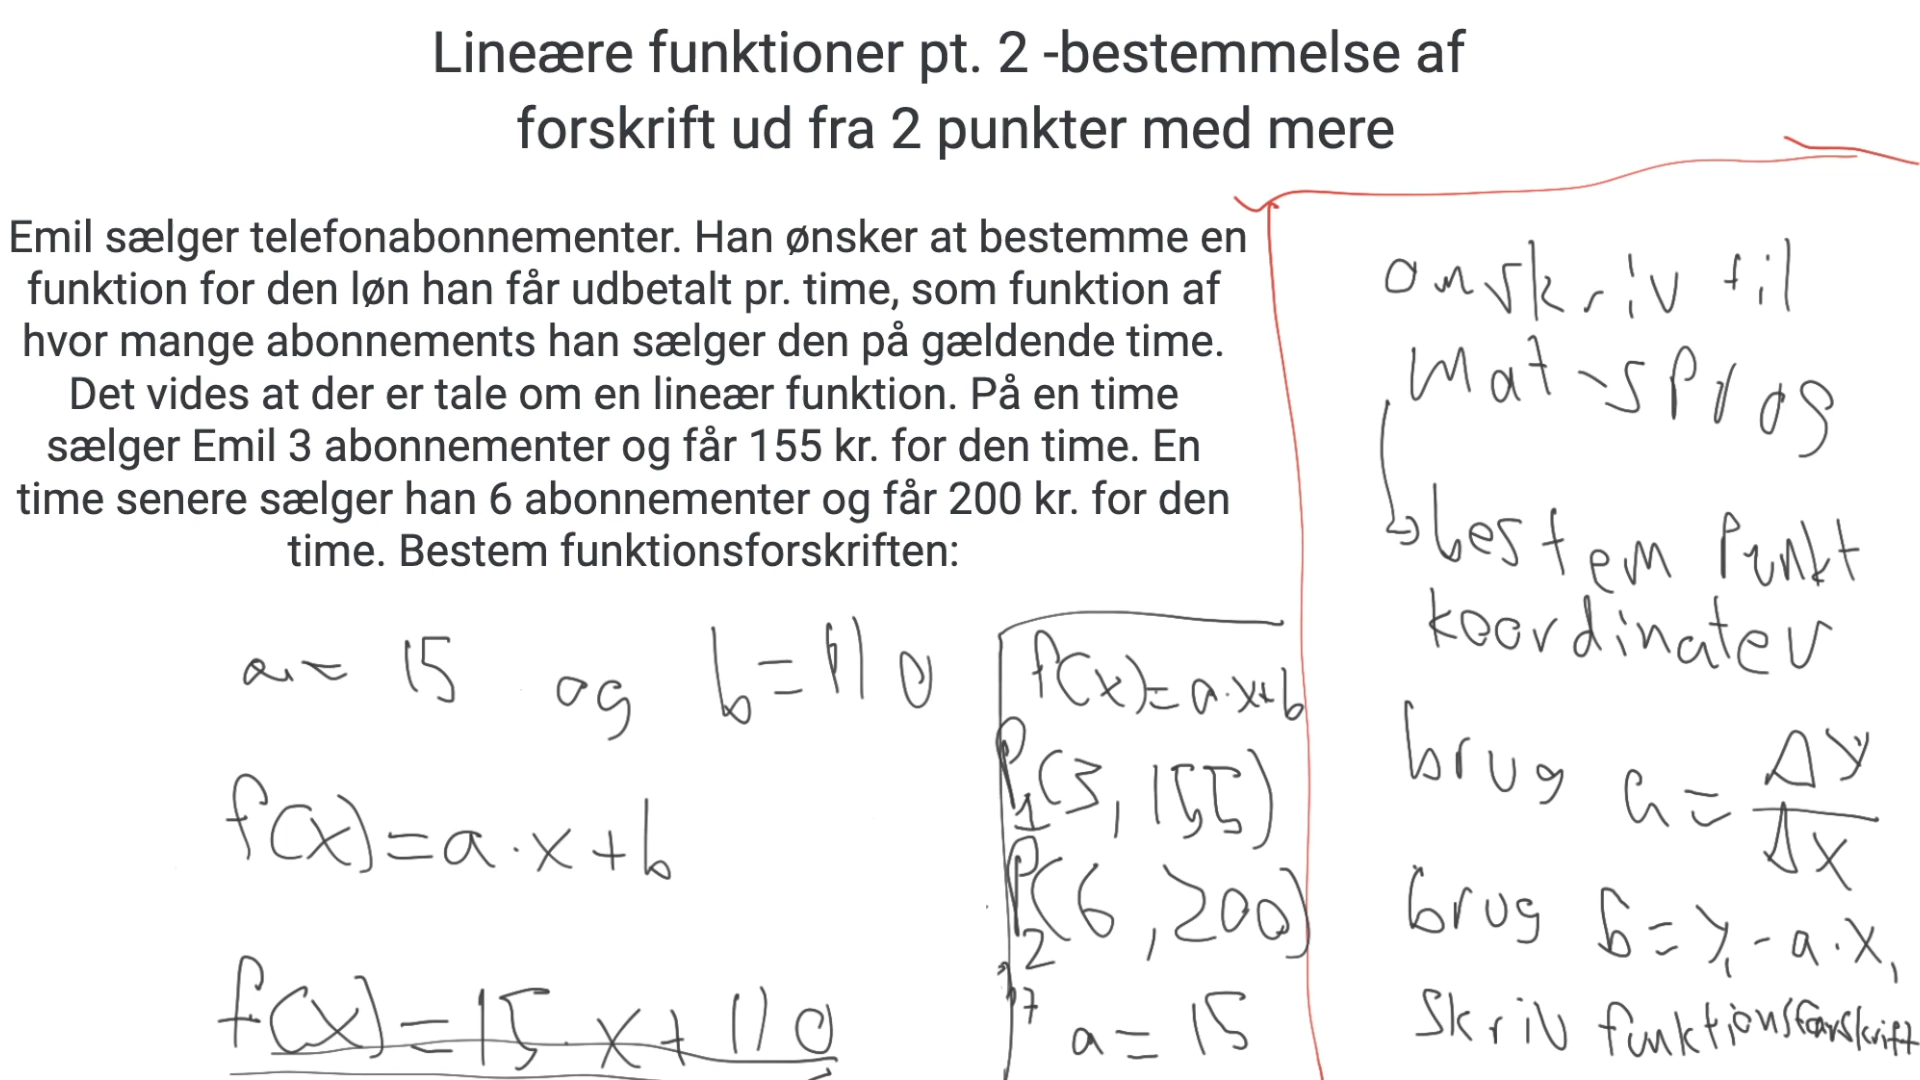 Lineære funktioner pt. 2 -bestemmelse af
forskrift ud fra 2 punkter med mere
Emil sælger telefonabonnementer. Han ønsker at bestemme en
funktion for den løn han får udbetalt pr. time, som funktion af
hvor mange abonnements han sælger den på gældende time.
Det vides at der er tale om en lineær funktion. På en time
sælger Emil 3 abonnementer og får 155 kr. for den time. En
time senere sælger han 6 abonnementer og får 200 kr. for den
time. Bestem funktionsforskriften:
a = 15 og b = 110
f(x) = a · x + b
f(x) = 15 · x + 110
f(x) = a · x + b
P1(3, 155)
P2(6, 200)
a = 15
omskriv til
mat-sprog
bestem punkt
koordinater
brug a = Δy/Δx
brug b = y1 - a · x1
skriv funktionsforskrift